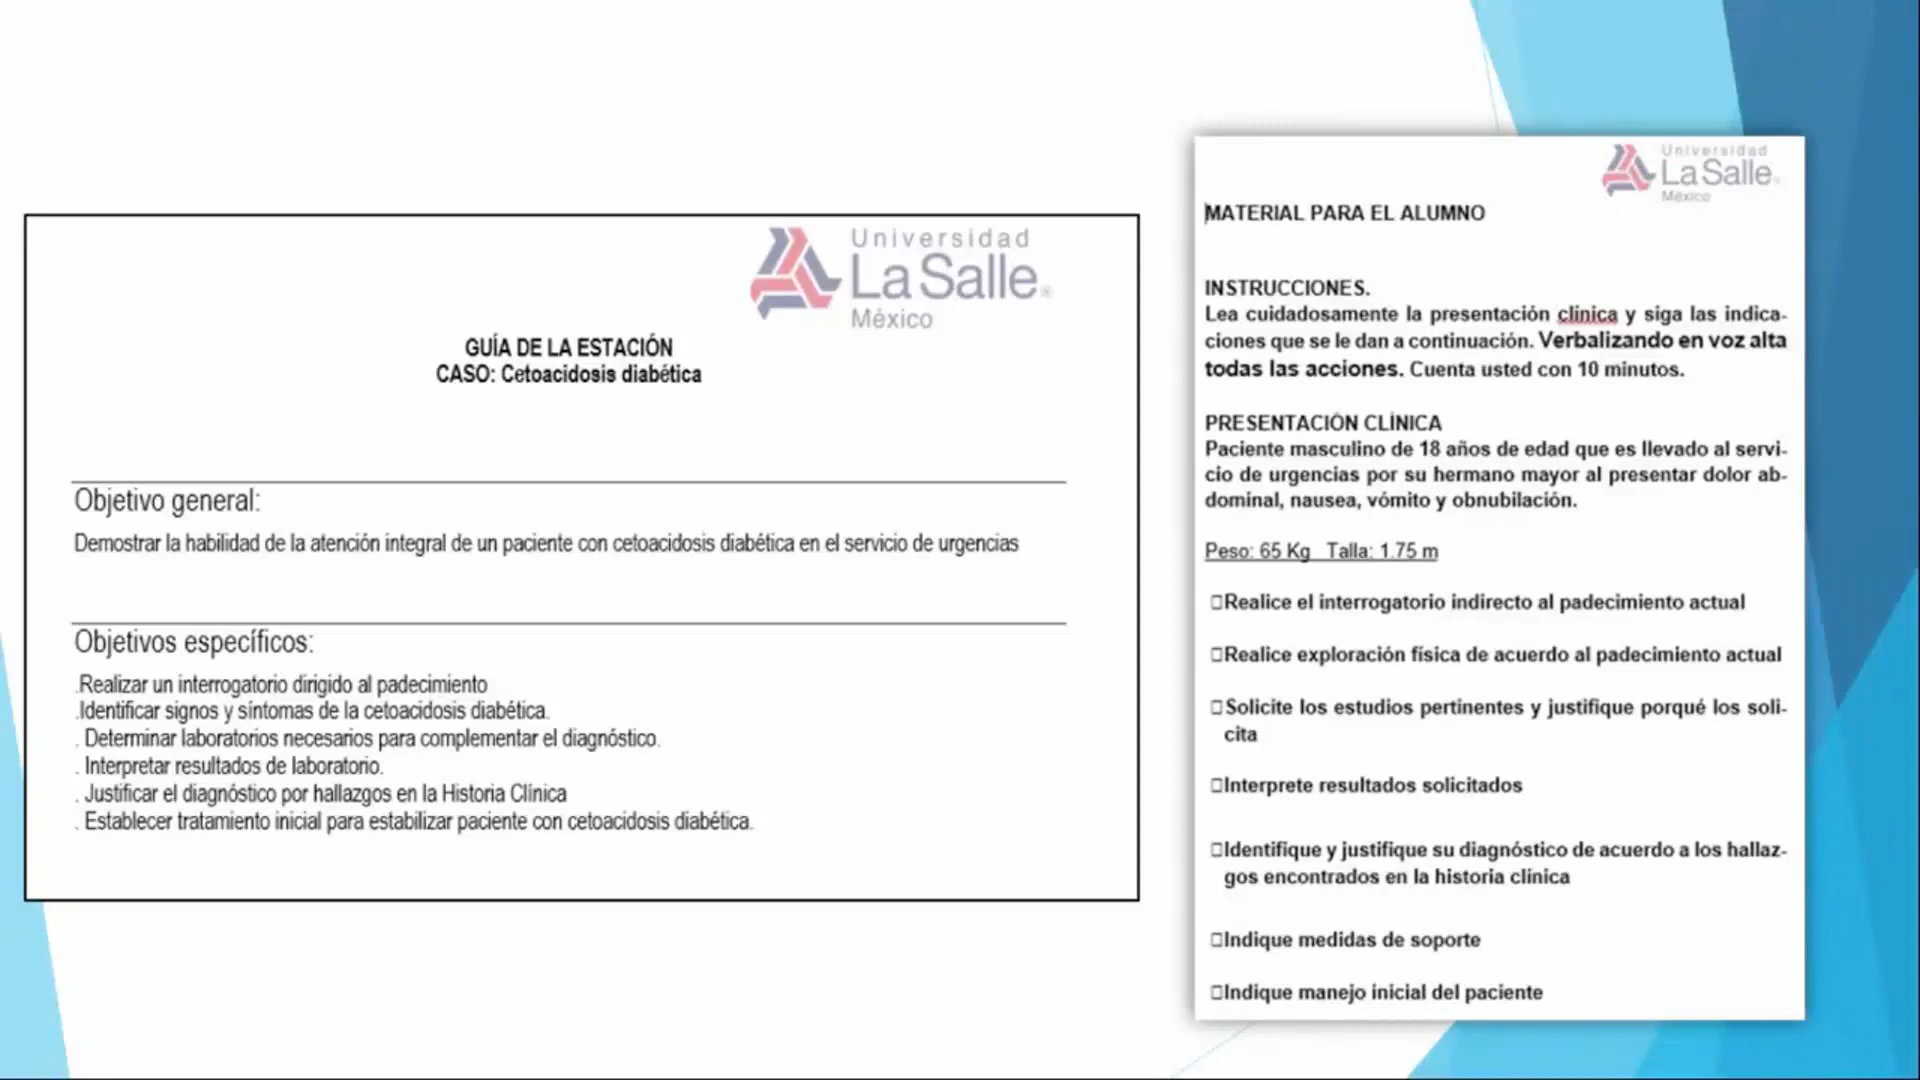 Universidad
La Salle
México
GUÍA DE LA ESTACIÓN
CASO: Cetoacidosis diabética
Objetivo general:
Demostrar la habilidad de la atención integral de un paciente con cetoacidosis diabética en el servicio de urgencias
Objetivos específicos:
.Realizar un interrogatorio dirigido al padecimiento
.Identificar signos y síntomas de la cetoacidosis diabética.
. Determinar laboratorios necesarios para complementar el diagnóstico.
. Interpretar resultados de laboratorio.
. Justificar el diagnóstico por hallazgos en la Historia Clínica
. Establecer tratamiento inicial para estabilizar paciente con cetoacidosis diabética.
Universidad
La Salle
México
MATERIAL PARA EL ALUMNO
INSTRUCCIONES.
Lea cuidadosamente la presentación clinica y siga las indica-
ciones que se le dan a continuación. Verbalizando en voz alta
todas las acciones. Cuenta usted con 10 minutos.
PRESENTACIÓN CLÍNICA
Paciente masculino de 18 años de edad que es llevado al servi-
cio de urgencias por su hermano mayor al presentar dolor ab-
dominal, nausea, vómito y obnubilación.
Peso: 65 Kg   Talla: 1.75 m
Realice el interrogatorio indirecto al padecimiento actual
Realice exploración física de acuerdo al padecimiento actual
Solicite los estudios pertinentes y justifique porqué los soli-
cita
Interprete resultados solicitados
Identifique y justifique su diagnóstico de acuerdo a los hallaz-
gos encontrados en la historia clínica
Indique medidas de soporte
Indique manejo inicial del paciente